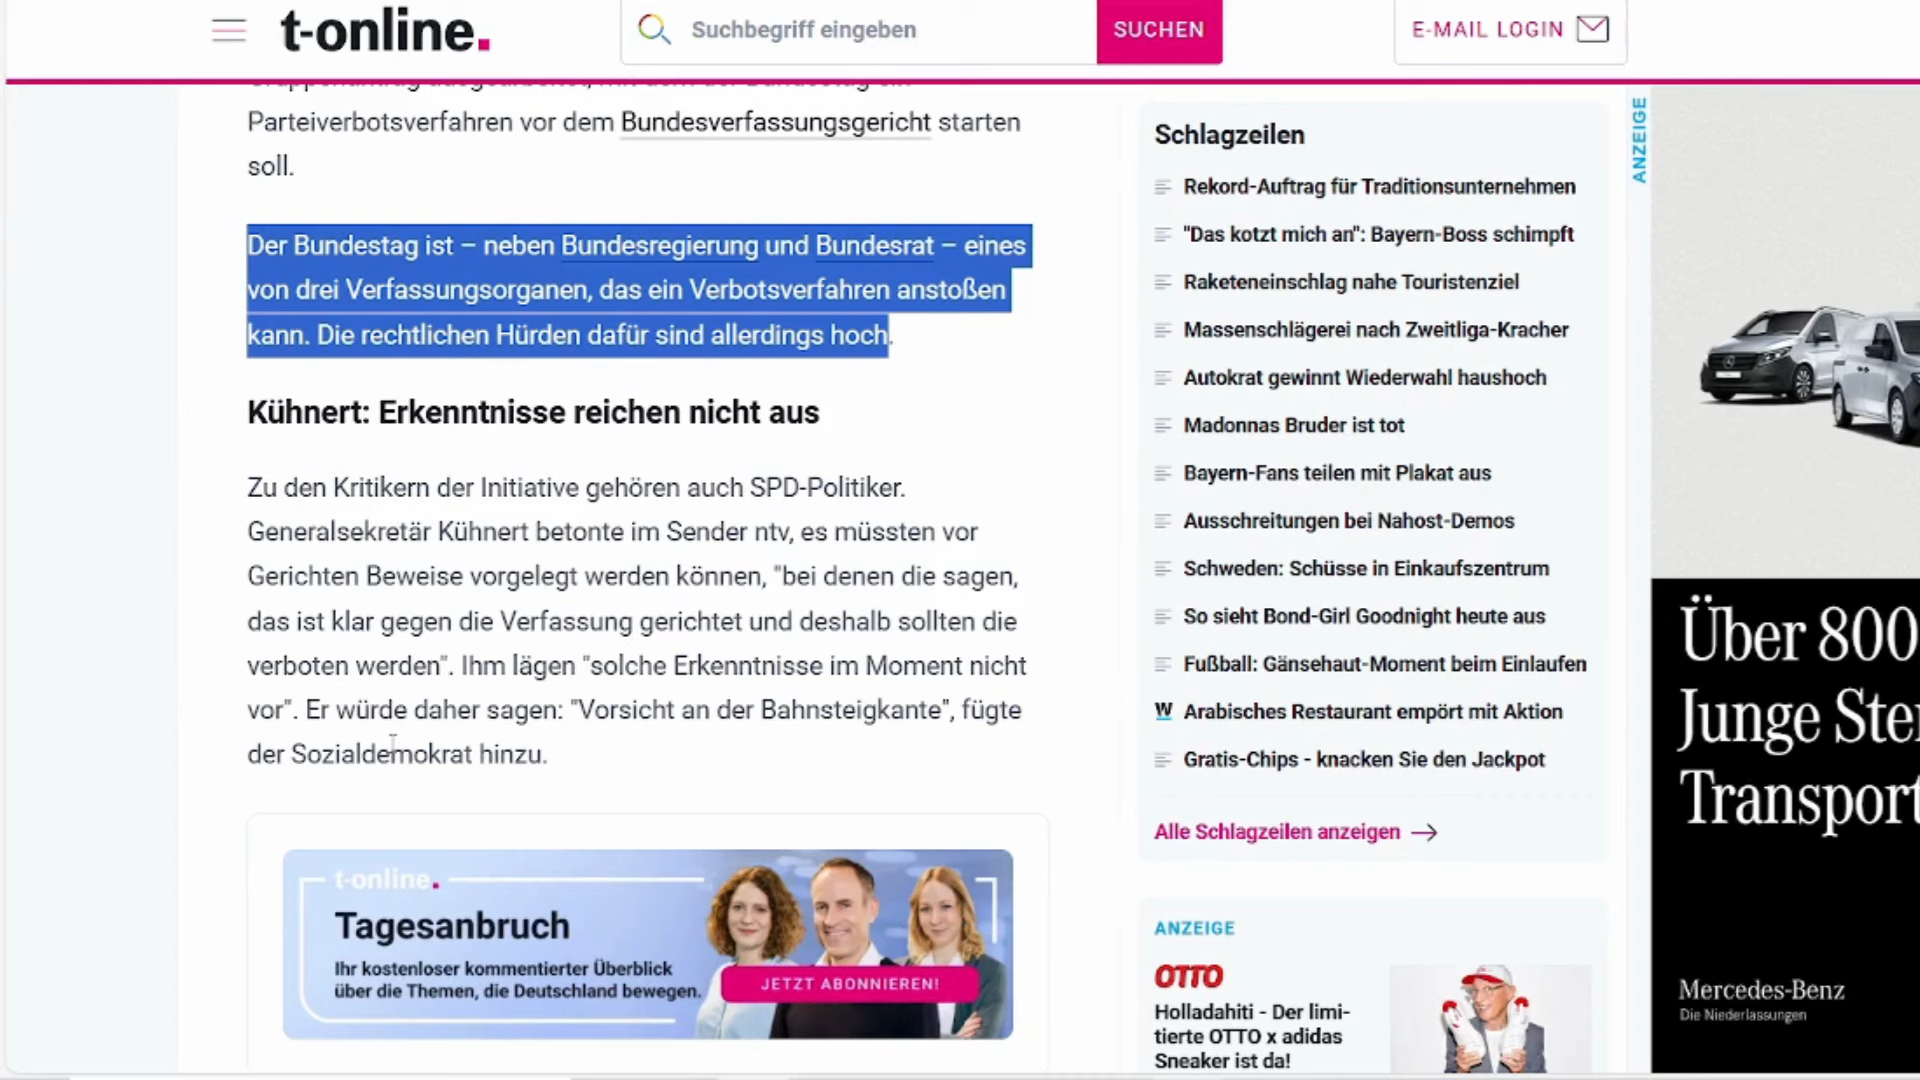 t-online.
Suchbegriff eingeben
SUCHEN
E-MAIL LOGIN
Parteiverbotsverfahren vor dem Bundesverfassungsgericht starten
soll.
Der Bundestag ist – neben Bundesregierung und Bundesrat – eines
von drei Verfassungsorganen, das ein Verbotsverfahren anstoßen
kann. Die rechtlichen Hürden dafür sind allerdings hoch.
Kühnert: Erkenntnisse reichen nicht aus
Zu den Kritikern der Initiative gehören auch SPD-Politiker.
Generalsekretär Kühnert betonte im Sender ntv, es müssten vor
Gerichten Beweise vorgelegt werden können, "bei denen die sagen,
das ist klar gegen die Verfassung gerichtet und deshalb sollten die
verboten werden". Ihm lägen "solche Erkenntnisse im Moment nicht
vor". Er würde daher sagen: "Vorsicht an der Bahnsteigkante", fügte
der Sozialdemokrat hinzu.
t-online.
Tagesanbruch
Ihr kostenloser kommentierter Überblick
über die Themen, die Deutschland bewegen.
JETZT ABONNIEREN!
Schlagzeilen
Rekord-Auftrag für Traditionsunternehmen
"Das kotzt mich an": Bayern-Boss schimpft
Raketeneinschlag nahe Touristenziel
Massenschlägerei nach Zweitliga-Kracher
Autokrat gewinnt Wiederwahl haushoch
Madonnas Bruder ist tot
Bayern-Fans teilen mit Plakat aus
Ausschreitungen bei Nahost-Demos
Schweden: Schüsse in Einkaufszentrum
So sieht Bond-Girl Goodnight heute aus
Fußball: Gänsehaut-Moment beim Einlaufen
W Arabisches Restaurant empört mit Aktion
Gratis-Chips - knacken Sie den Jackpot
Alle Schlagzeilen anzeigen
ANZEIGE
OTTO
Holladahiti - Der limi-
tierte OTTO x adidas
Sneaker ist da!
ANZEIGE
Über 800
Junge
Mercedes-Benz
Die Niederlassungen